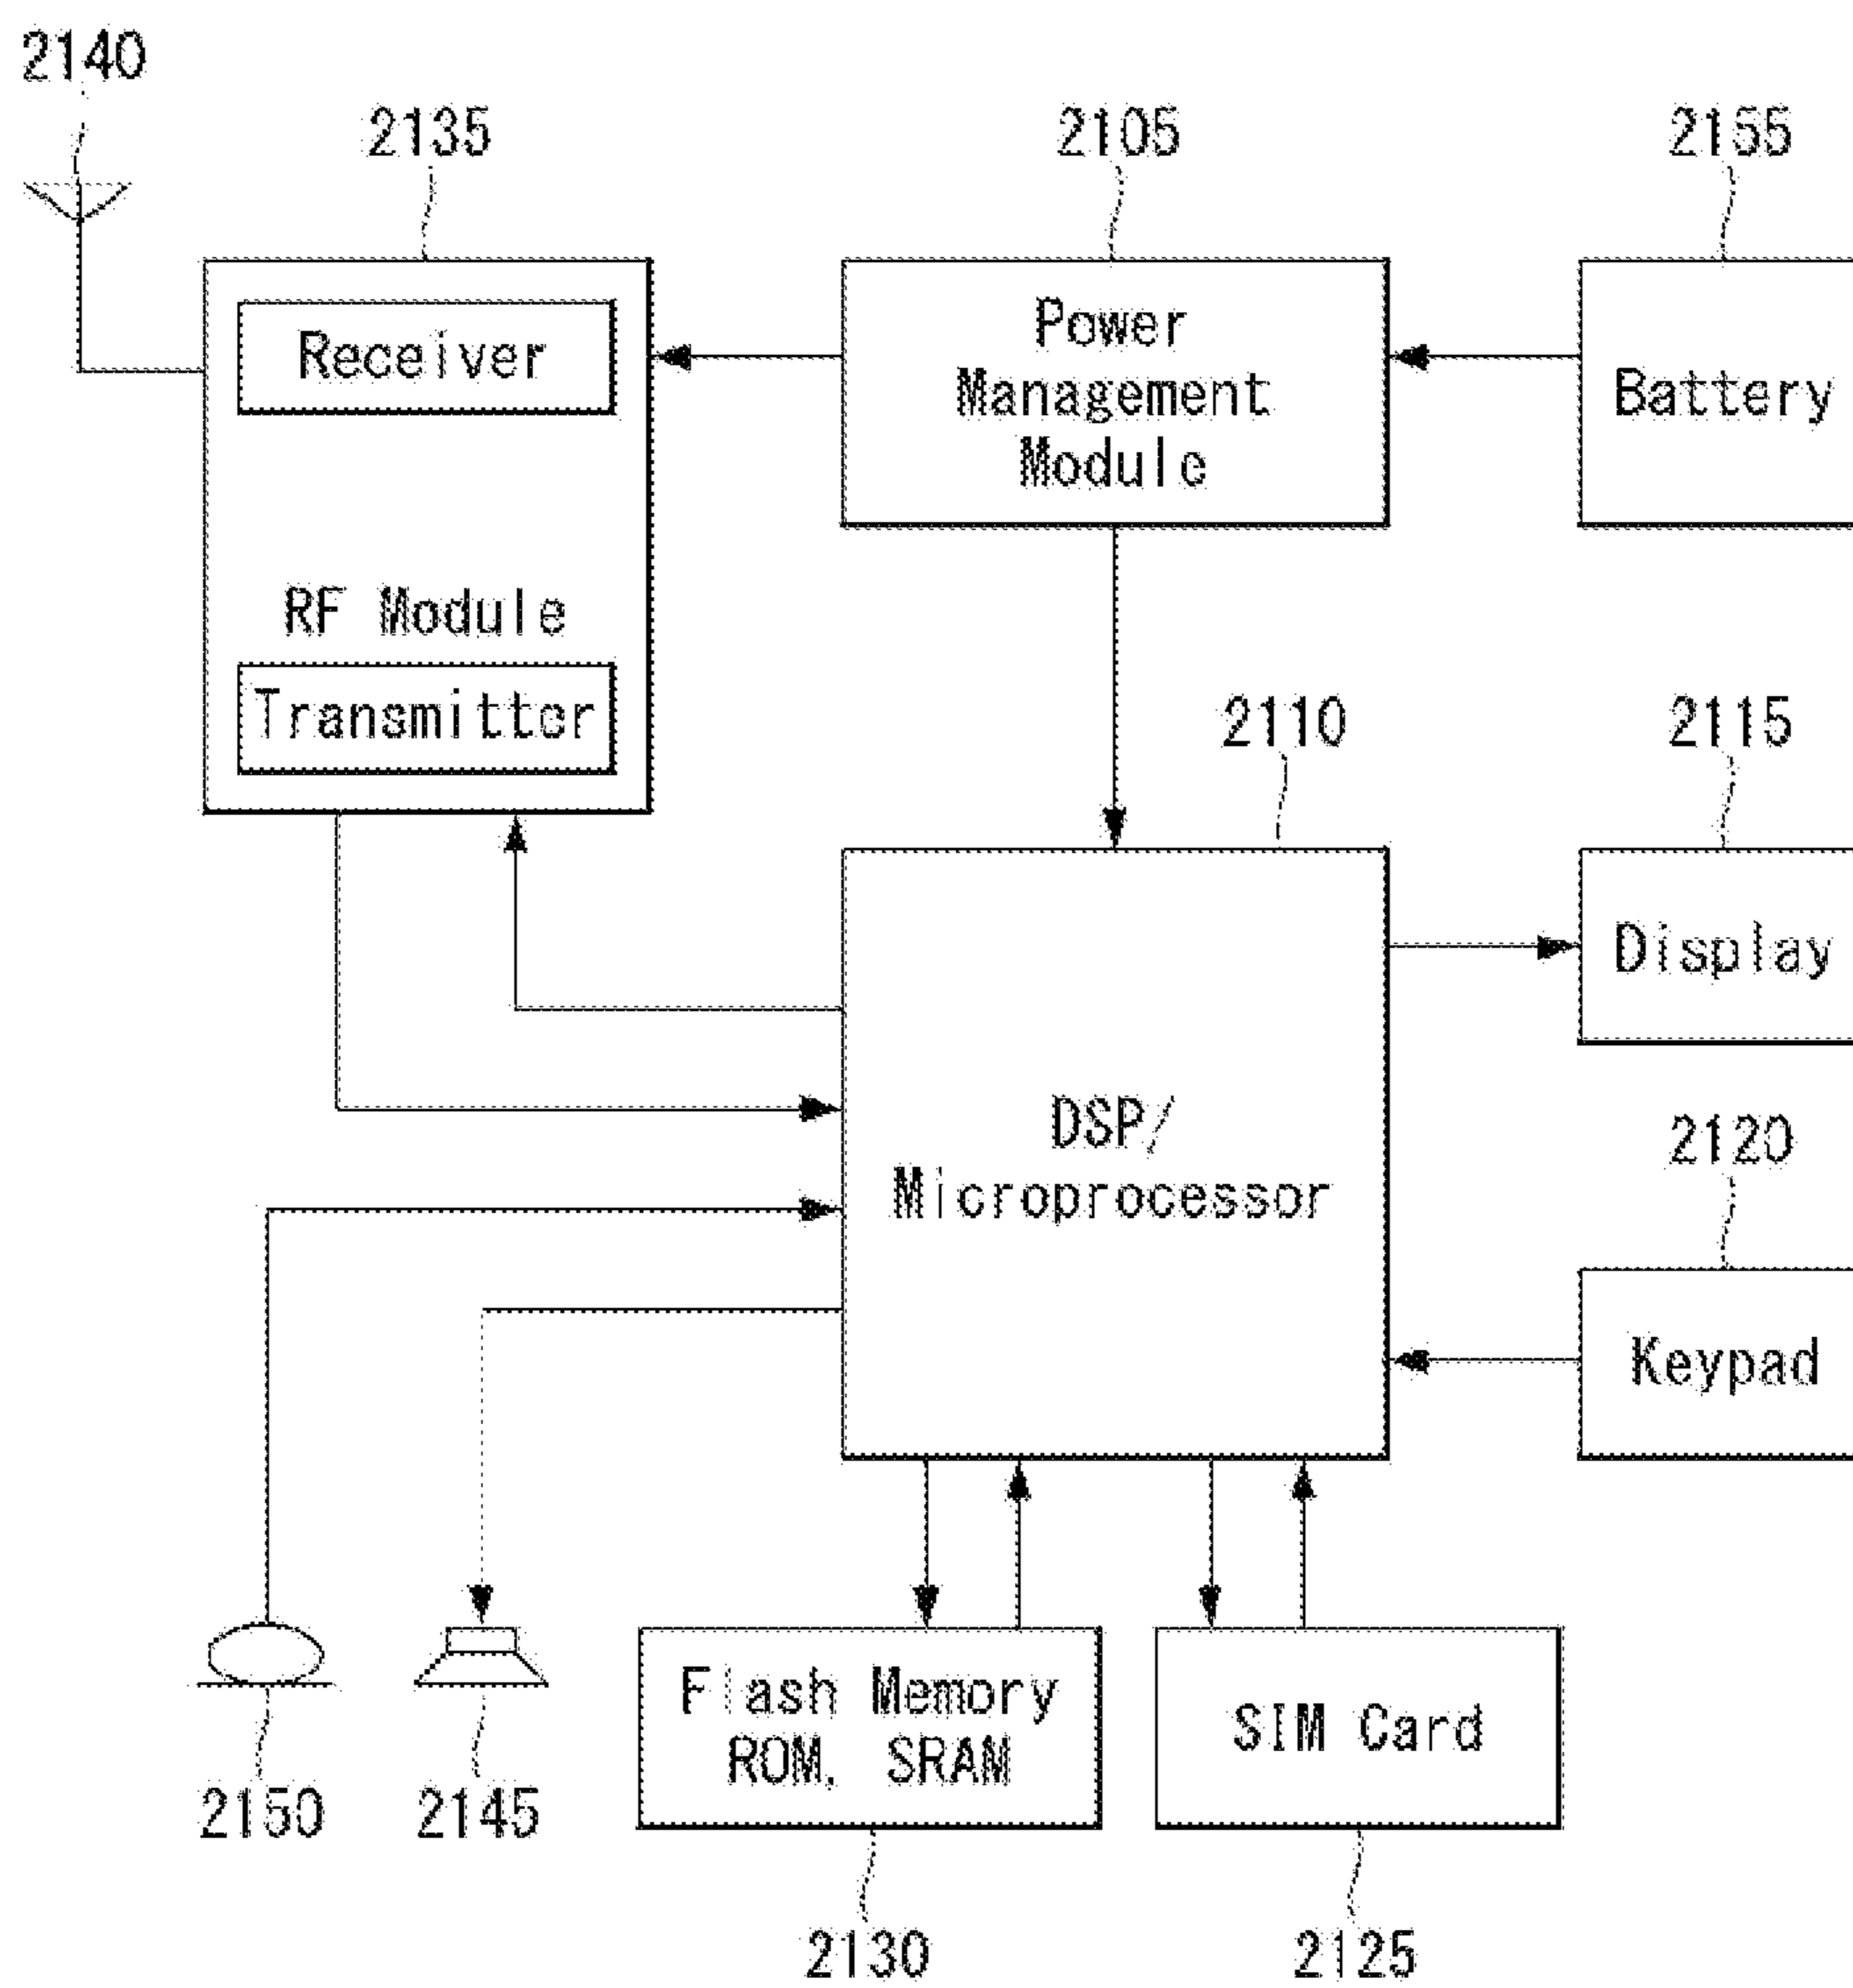 2140
2135
2105
2155
Receiver
Power
Management
Module
Battery
RF Module
Transmitter
2110
2115
Display
DSP/
Microprocessor
2120
Keypad
Flash Memory
ROM, SRAM
SIM Card
2150
2145
2130
2125